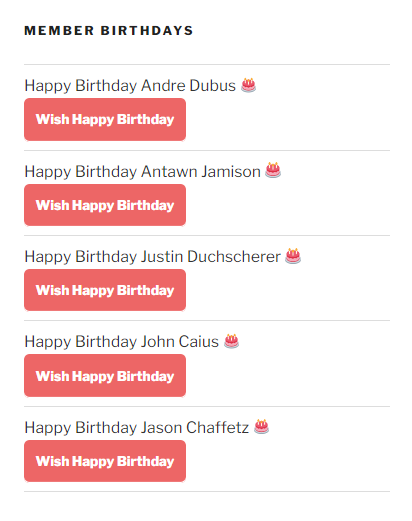 MEMBER BIRTHDAYS
Happy Birthday Andre Dubus 🎂
Wish Happy Birthday
Happy Birthday Antawn Jamison 🎂
Wish Happy Birthday
Happy Birthday Justin Duchscherer 🎂
Wish Happy Birthday
Happy Birthday John Caius 🎂
Wish Happy Birthday
Happy Birthday Jason Chaffetz 🎂
Wish Happy Birthday